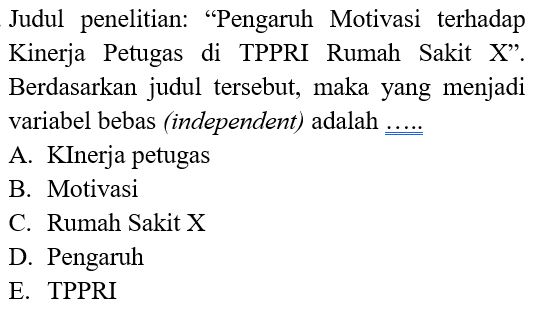 Judul penelitian: “Pengaruh Motivasi terhadap
Kinerja Petugas di TPPRI Rumah Sakit X”.
Berdasarkan judul tersebut, maka yang menjadi
variabel bebas (independent) adalah …..
A. KInerja petugas
B. Motivasi
C. Rumah Sakit X
D. Pengaruh
E. TPPRI